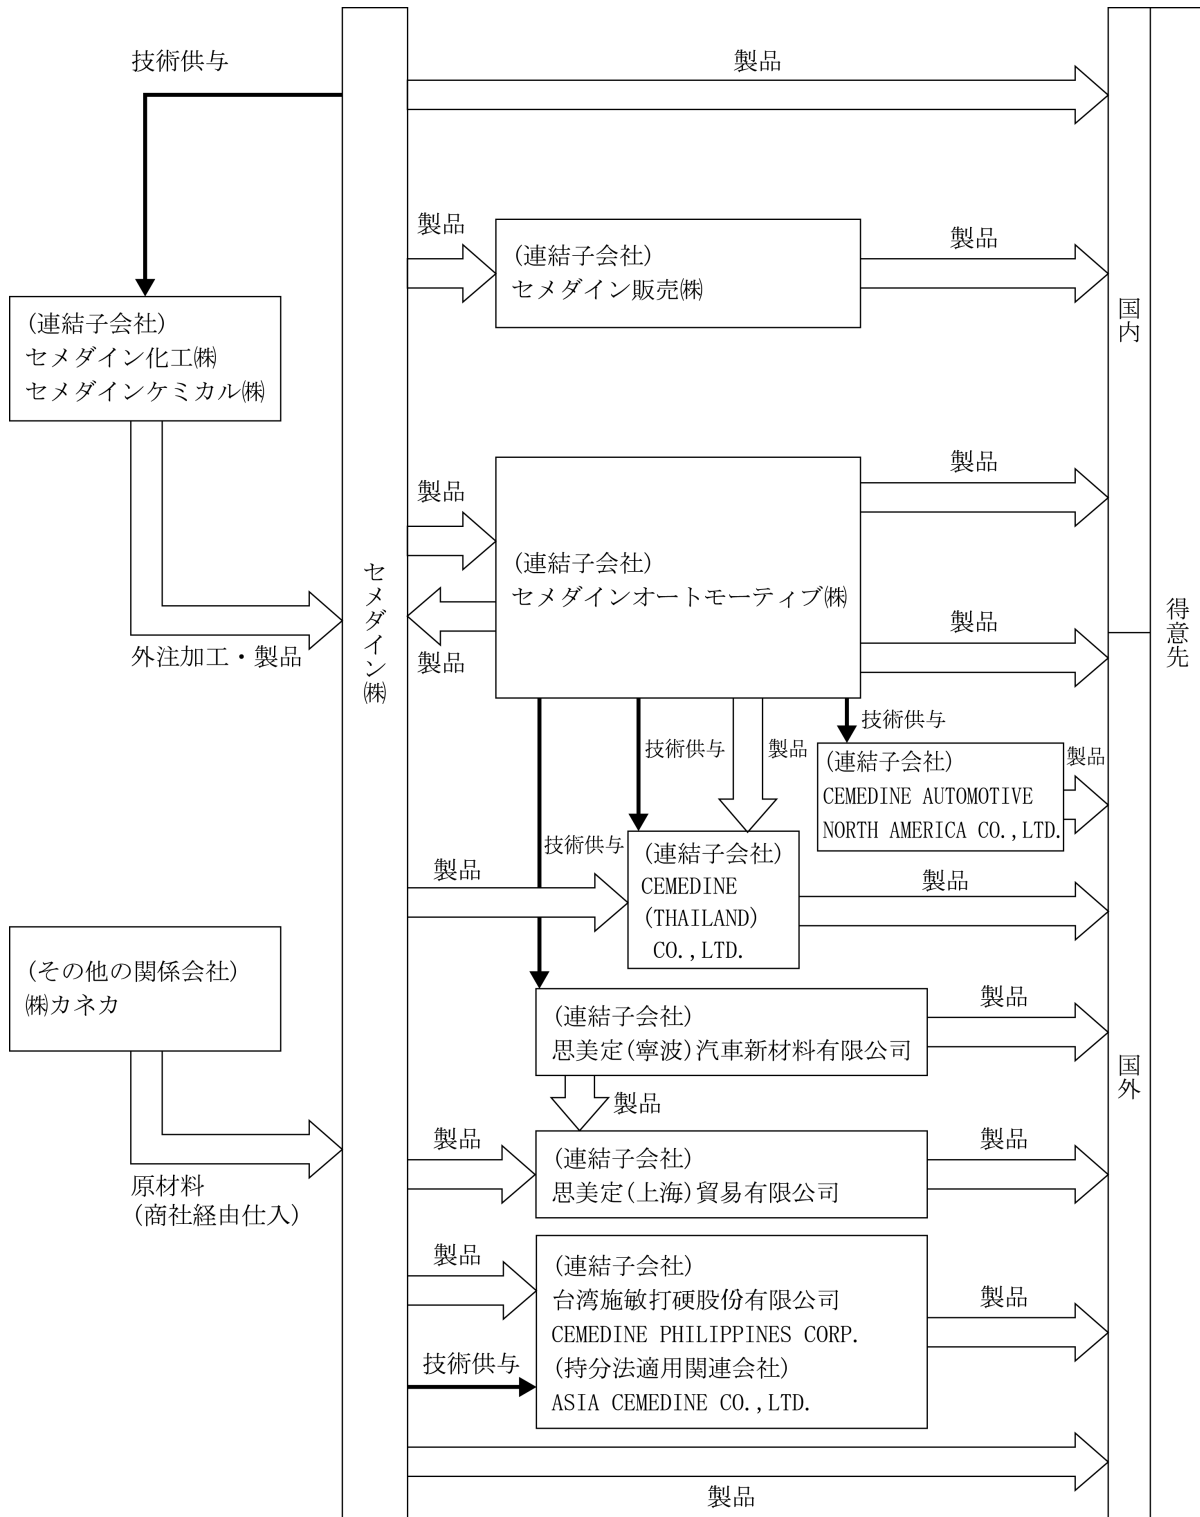 技術供与
製品
製品
(連結子会社)
セメダイン販売㈱
製品
(連結子会社)
セメダイン化工㈱
セメダインケミカル㈱
国内
製品
製品
(連結子会社)
セメダインオートモーティブ㈱
製品
製品
外注加工・製品
セメダイン㈱
得意先
技術供与
製品
技術供与
(連結子会社)
CEMEDINE AUTOMOTIVE
NORTH AMERICA CO.,LTD.
製品
技術供与
製品
(連結子会社)
CEMEDINE
(THAILAND)
CO.,LTD.
製品
(その他の関係会社)
㈱カネカ
(連結子会社)
思美定(寧波)汽車新材料有限公司
製品
国外
製品
製品
(連結子会社)
思美定(上海)貿易有限公司
製品
原材料
(商社経由仕入)
製品
(連結子会社)
台湾施敏打硬股份有限公司
CEMEDINE PHILIPPINES CORP.
(持分法適用関連会社)
ASIA CEMEDINE CO.,LTD.
製品
技術供与
製品